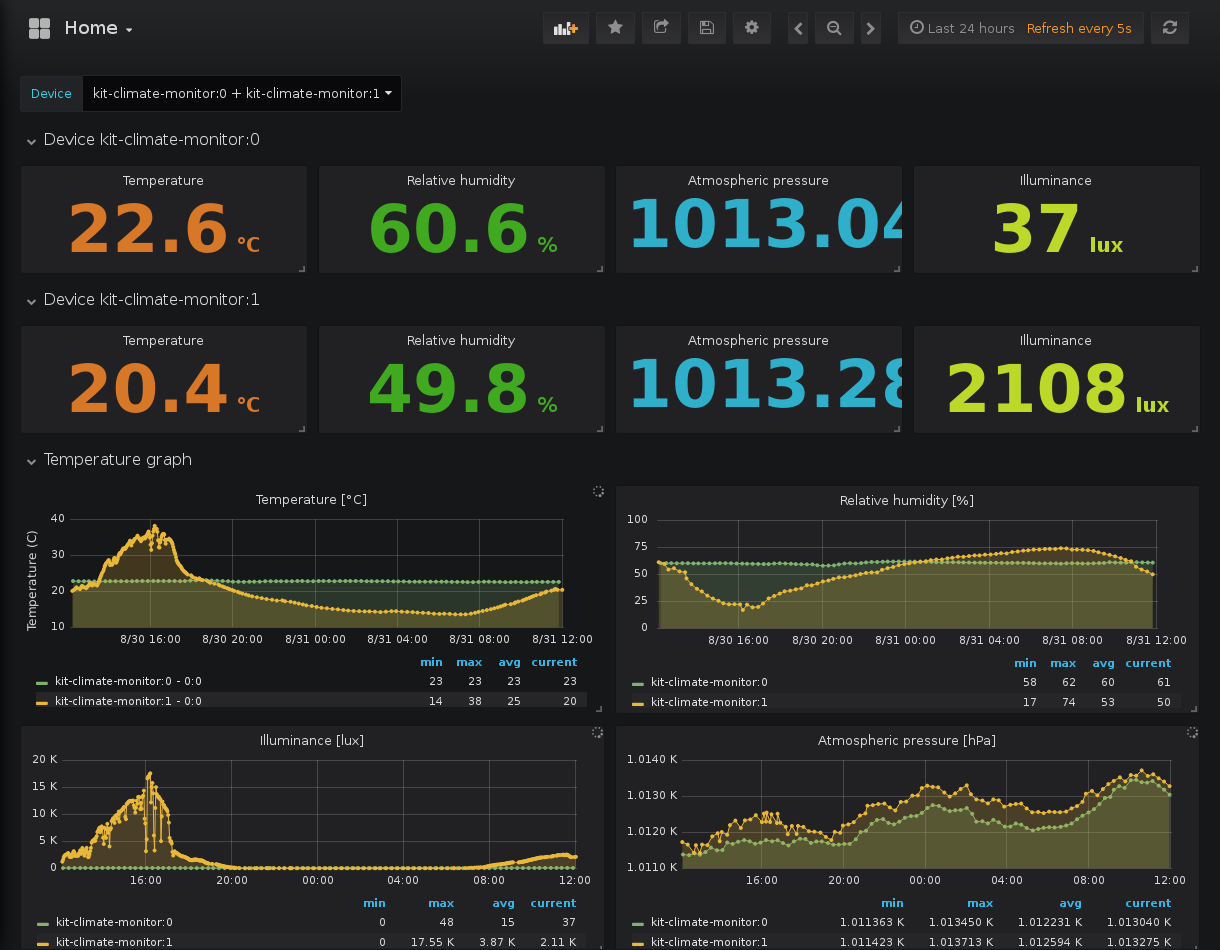 Home
Last 24 hours Refresh every 5s
Device kit-climate-monitor:0 + kit-climate-monitor:1
Device kit-climate-monitor:0
Temperature Relative humidity Atmospheric pressure Illuminance
22.6 °C 60.6 % 1013.04 37 lux
Device kit-climate-monitor:1
Temperature Relative humidity Atmospheric pressure Illuminance
20.4 °C 49.8 % 1013.28 2108 lux
Temperature graph
Temperature [°C]
Temperature (C)
40
30
20
10
8/30 16:00 8/30 20:00 8/31 00:00 8/31 04:00 8/31 08:00 8/31 12:00
min max avg current
kit-climate-monitor:0 - 0:0 23 23 23 23
kit-climate-monitor:1 - 0:0 14 38 25 20
Relative humidity [%]
100
75
50
25
0
8/30 16:00 8/30 20:00 8/31 00:00 8/31 04:00 8/31 08:00 8/31 12:00
min max avg current
kit-climate-monitor:0 58 62 60 61
kit-climate-monitor:1 17 74 53 50
Illuminance [lux]
20 K
15 K
10 K
5 K
0
16:00 20:00 00:00 04:00 08:00 12:00
min max avg current
kit-climate-monitor:0 0 48 15 37
kit-climate-monitor:1 0 17.55 K 3.87 K 2.11 K
Atmospheric pressure [hPa]
1.0140 K
1.0130 K
1.0120 K
1.0110 K
16:00 20:00 00:00 04:00 08:00 12:00
min max avg current
kit-climate-monitor:0 1.011363 K 1.013450 K 1.012231 K 1.013040 K
kit-climate-monitor:1 1.011423 K 1.013713 K 1.012594 K 1.013275 K